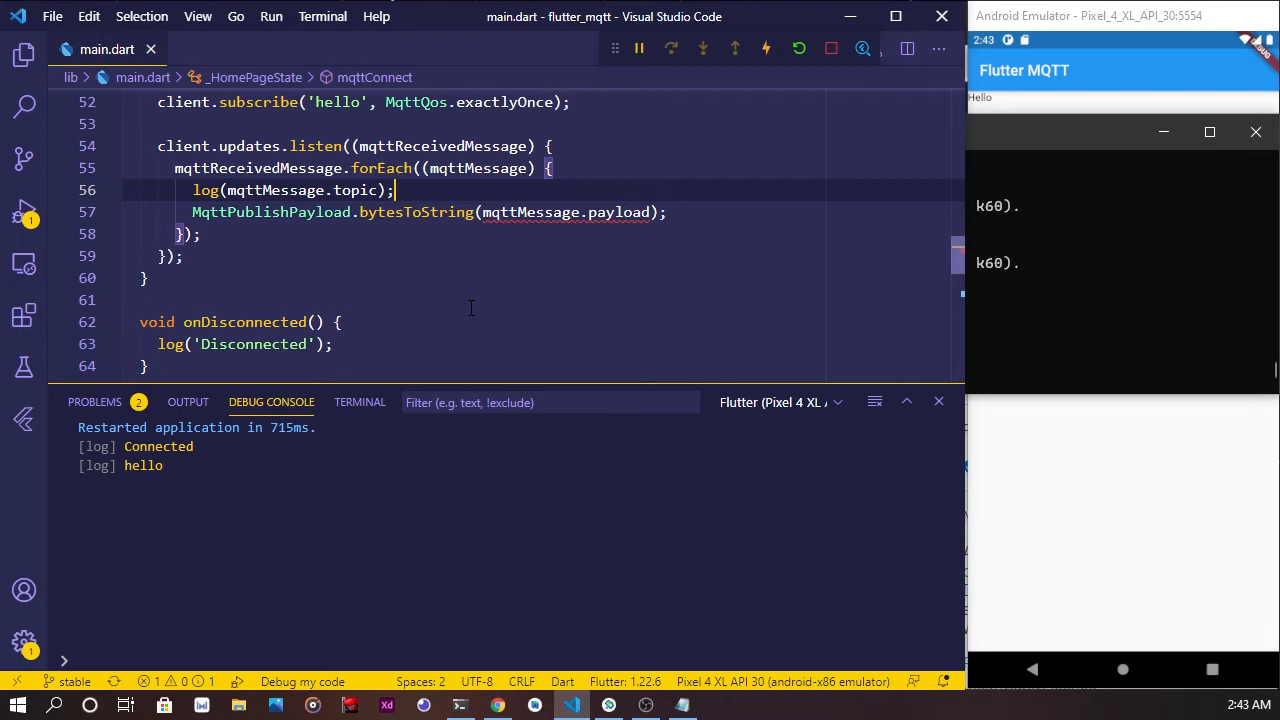 File Edit Selection View Go Run Terminal Help main.dart - flutter_mqtt - Visual Studio Code
main.dart
lib > main.dart > _HomePageState > mqttConnect
52 client.subscribe('hello', MqttQos.exactlyOnce);
53
54 client.updates.listen((mqttReceivedMessage) {
55 mqttReceivedMessage.forEach((mqttMessage) {
56 log(mqttMessage.topic);
57 MqttPublishPayload.bytesToString(mqttMessage.payload);
58 });
59 });
60 }
61
62 void onDisconnected() {
63 log('Disconnected');
64 }
PROBLEMS 2 OUTPUT DEBUG CONSOLE TERMINAL Filter (e.g. text, !exclude) Flutter (Pixel 4 XL
Restarted application in 715ms.
[log] Connected
[log] hello
>
1
1
stable 1 0 1 Debug my code Spaces: 2 UTF-8 CRLF Dart Flutter: 1.22.6 Pixel 4 XL API 30 (android-x86 emulator)
Android Emulator - Pixel_4_XL_API_30:5554
2:43
DEBUG
Flutter MQTT
Hello
k60).
k60).
Xd
2:43 AM